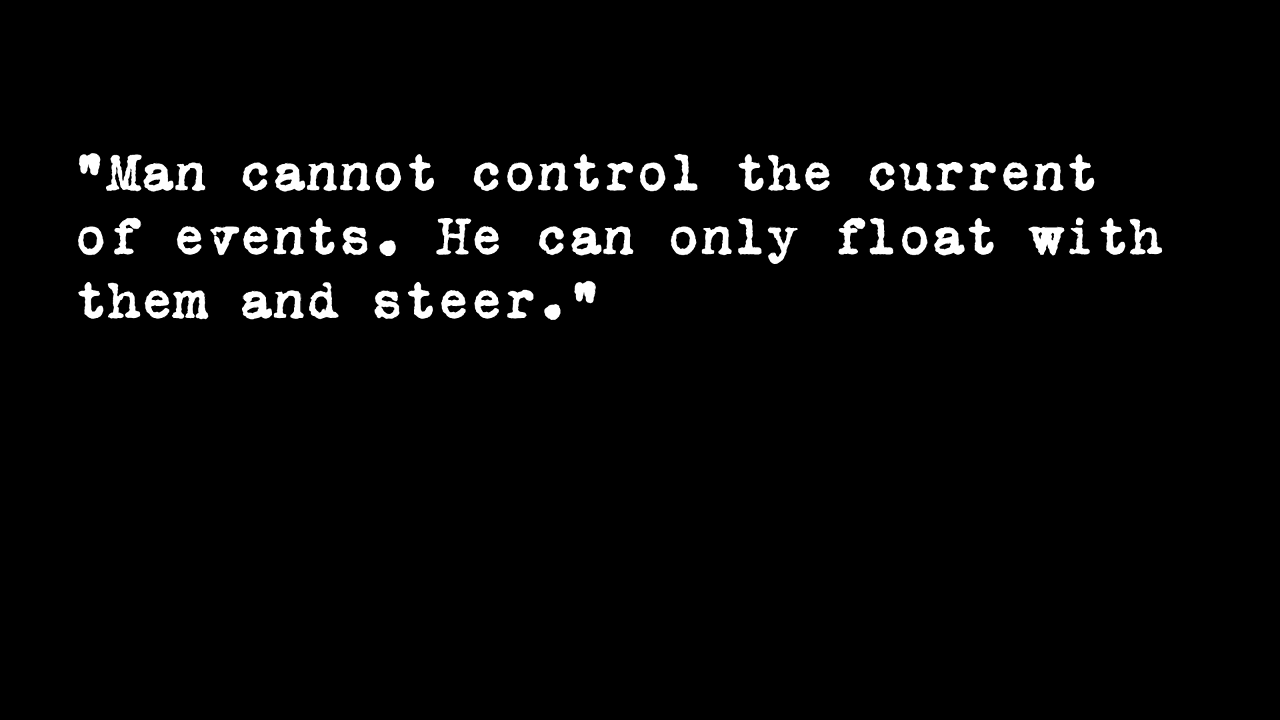 "Man cannot control the current
of events. He can only float with
them and steer."